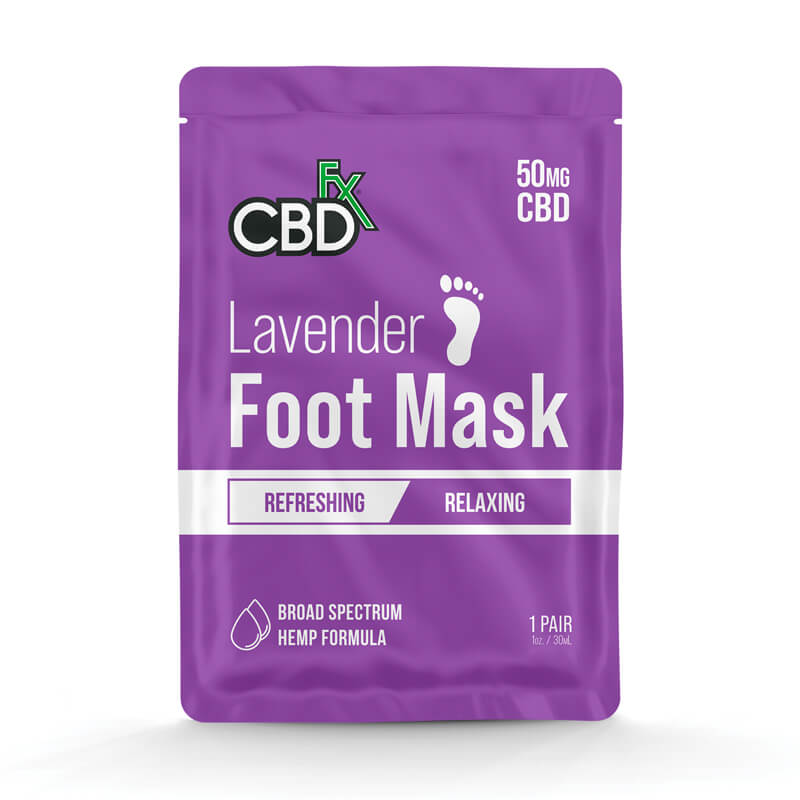 CBDFX
50MG
CBD
Lavender
Foot Mask
REFRESHING
RELAXING
BROAD SPECTRUM
HEMP FORMULA
1 PAIR
1oz. / 30mL